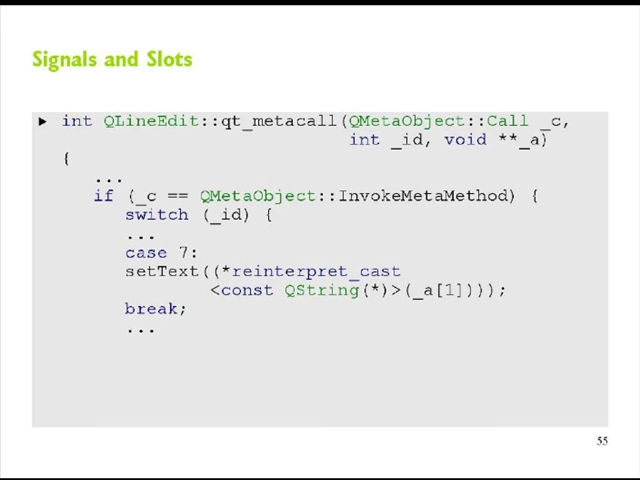 Signals and Slots
▶ int QLineEdit::qt_metacall(QMetaObject::Call _c,
int _id, void **_a)
{
...
if (_c == QMetaObject::InvokeMetaMethod) {
switch (_id) {
...
case 7:
setText((*reinterpret_cast
<const QString(*)>(_a[1])));
break;
...
55